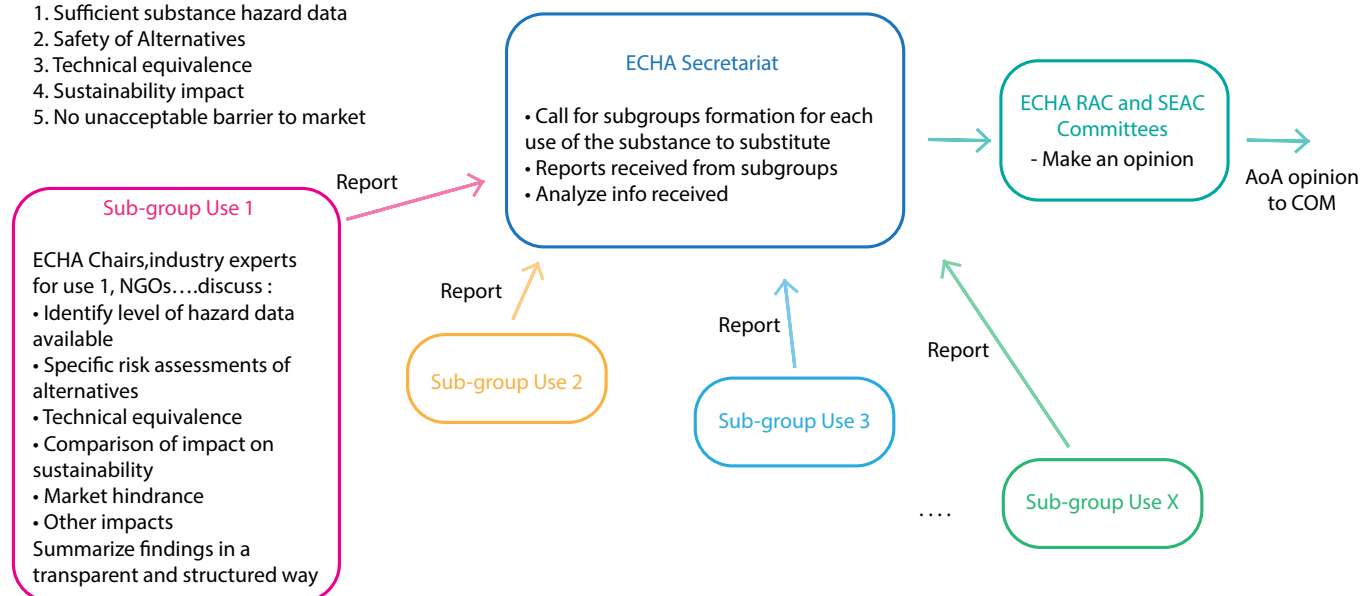 1. Sufficient substance hazard data
2. Safety of Alternatives
3. Technical equivalence
4. Sustainability impact
5. No unacceptable barrier to market
ECHA Secretariat
• Call for subgroups formation for each
use of the substance to substitute
• Reports received from subgroups
• Analyze info received
ECHA RAC and SEAC
Committees
- Make an opinion
AoA opinion
to COM
Report
Sub-group Use 1
ECHA Chairs,industry experts
for use 1, NGOs….discuss :
• Identify level of hazard data
available
• Specific risk assessments of
alternatives
• Technical equivalence
• Comparison of impact on
sustainability
• Market hindrance
• Other impacts
Summarize findings in a
transparent and structured way
Report
Sub-group Use 2
Report
Sub-group Use 3
Report
....
Sub-group Use X